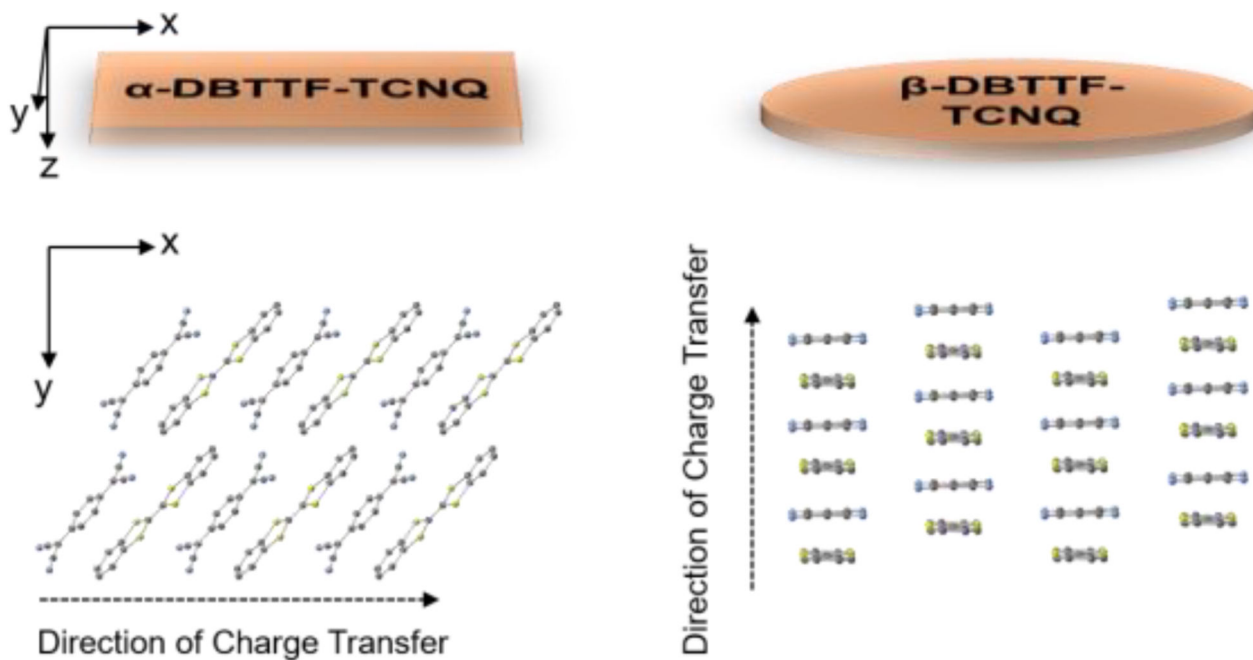 x
y
z
α-DBTTF-TCNQ
β-DBTTF-
TCNQ
x
y
Direction of Charge Transfer
Direction of Charge Transfer